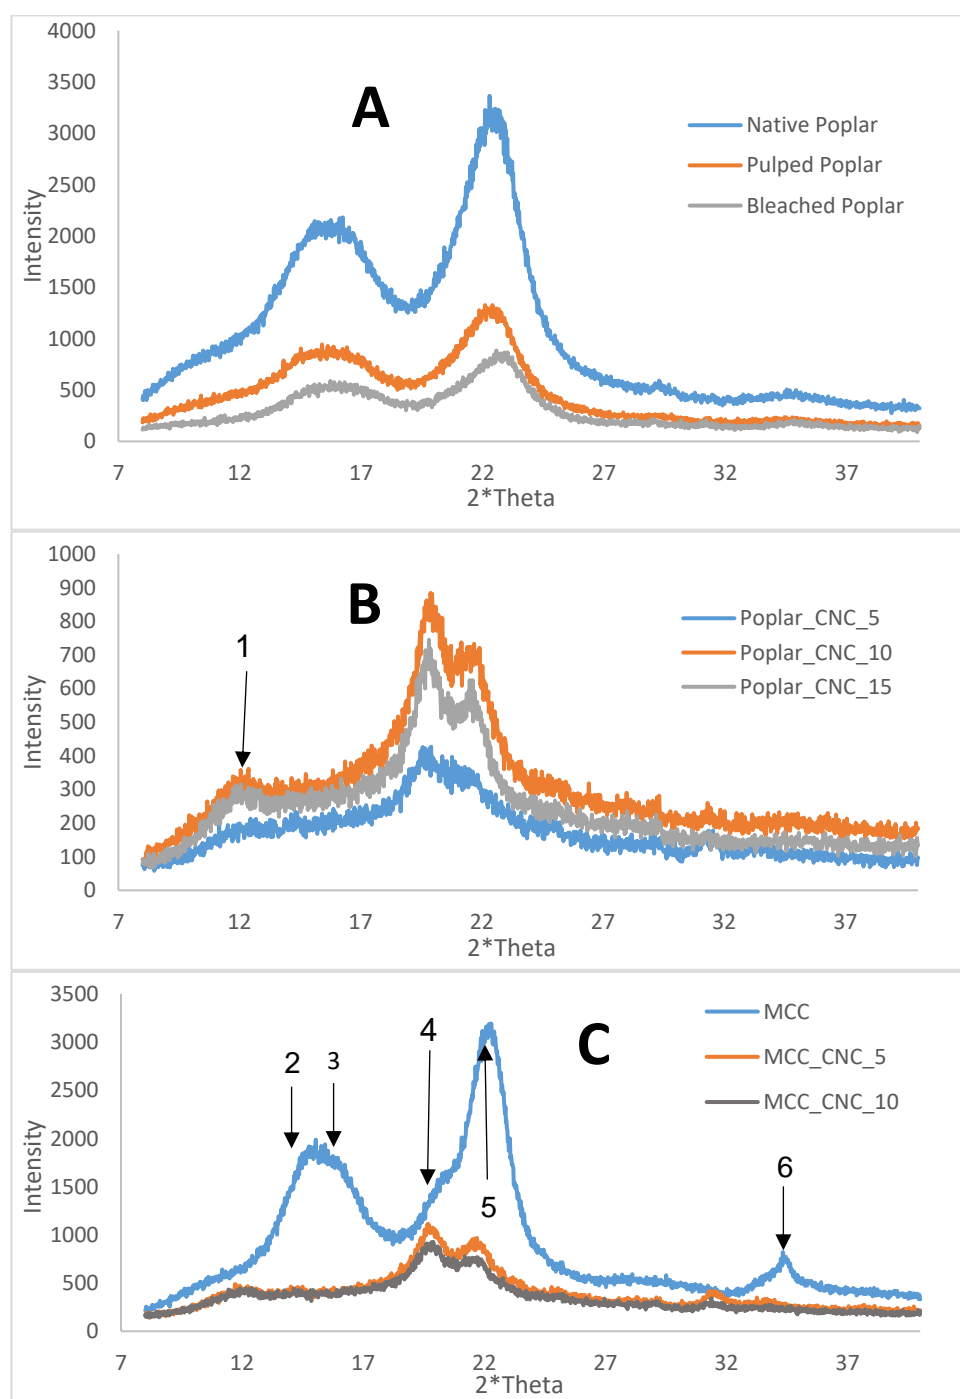 4000
3500
3000
2500
2000
1500
1000
500
0
Intensity
A
Native Poplar
Pulped Poplar
Bleached Poplar
7 12 17 22 27 32 37
2*Theta
1000
900
800
700
600
500
400
300
200
100
0
Intensity
B
1
Poplar_CNC_5
Poplar_CNC_10
Poplar_CNC_15
7 12 17 22 27 32 37
2*Theta
3500
3000
2500
2000
1500
1000
500
0
Intensity
C
2 3 4 5 6
MCC
MCC_CNC_5
MCC_CNC_10
7 12 17 22 27 32 37
2*Theta